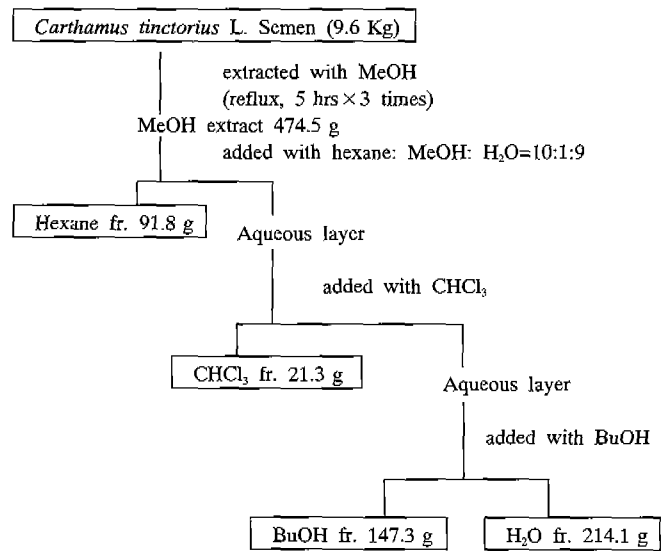 Carthamus tinctorius L. Semen (9.6 Kg)
extracted with MeOH
(reflux, 5 hrs×3 times)
MeOH extract 474.5 g
added with hexane: MeOH: H₂O=10:1:9
Hexane fr. 91.8 g
Aqueous layer
added with CHCl₃
CHCl₃ fr. 21.3 g
Aqueous layer
added with BuOH
BuOH fr. 147.3 g
H₂O fr. 214.1 g